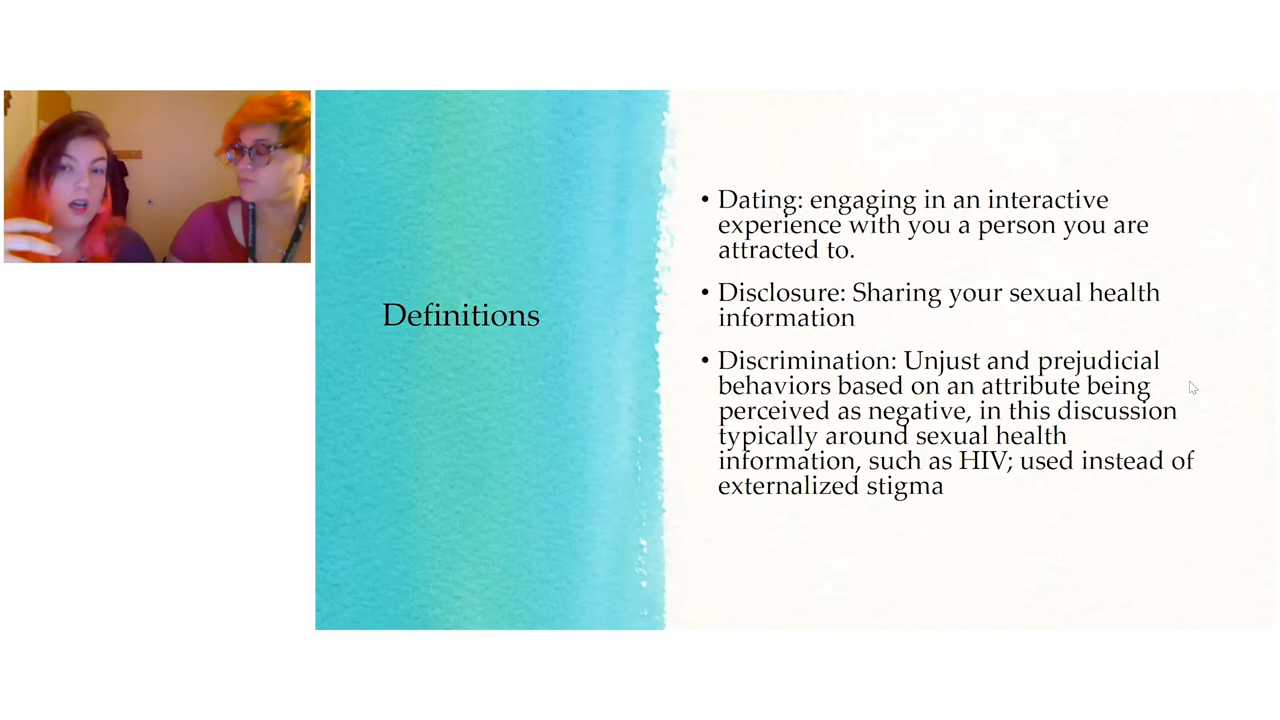 Definitions
• Dating: engaging in an interactive
experience with you a person you are
attracted to.
• Disclosure: Sharing your sexual health
information
• Discrimination: Unjust and prejudicial
behaviors based on an attribute being
perceived as negative, in this discussion
typically around sexual health
information, such as HIV; used instead of
externalized stigma